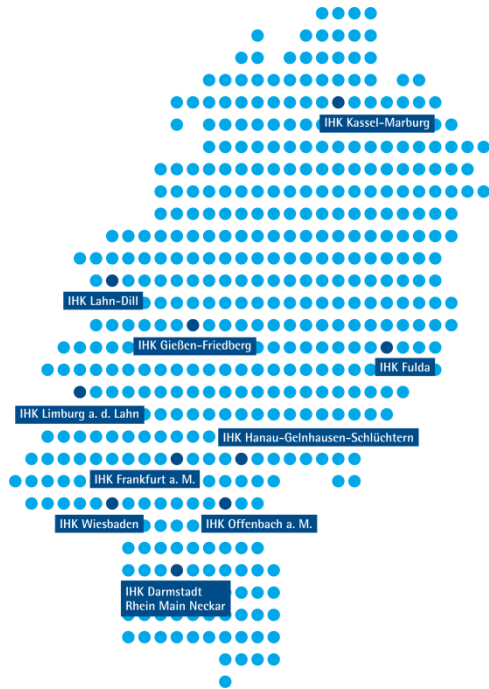 IHK Kassel-Marburg
IHK Lahn-Dill
IHK Gießen-Friedberg
IHK Fulda
IHK Limburg a. d. Lahn
IHK Hanau-Gelnhausen-Schlüchtern
IHK Frankfurt a. M.
IHK Wiesbaden
IHK Offenbach a. M.
IHK Darmstadt
Rhein Main Neckar